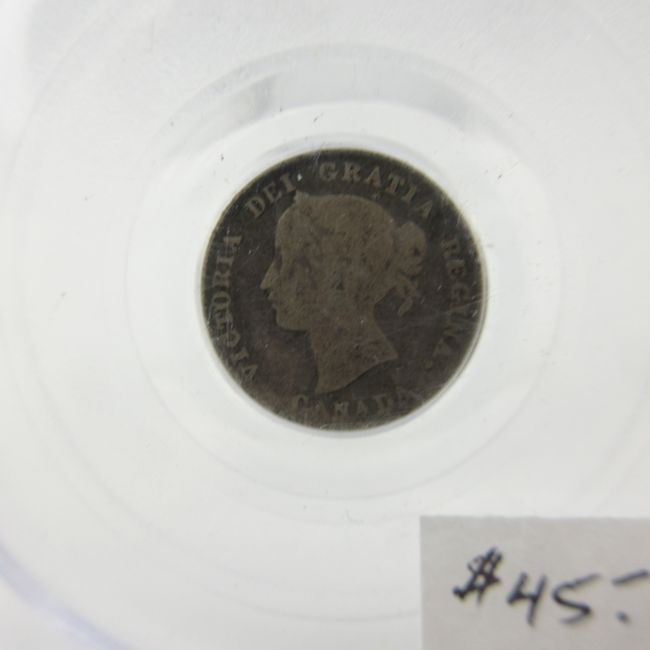 VICTORIA DEI GRATIA REGINA.
CANADA
$45.-